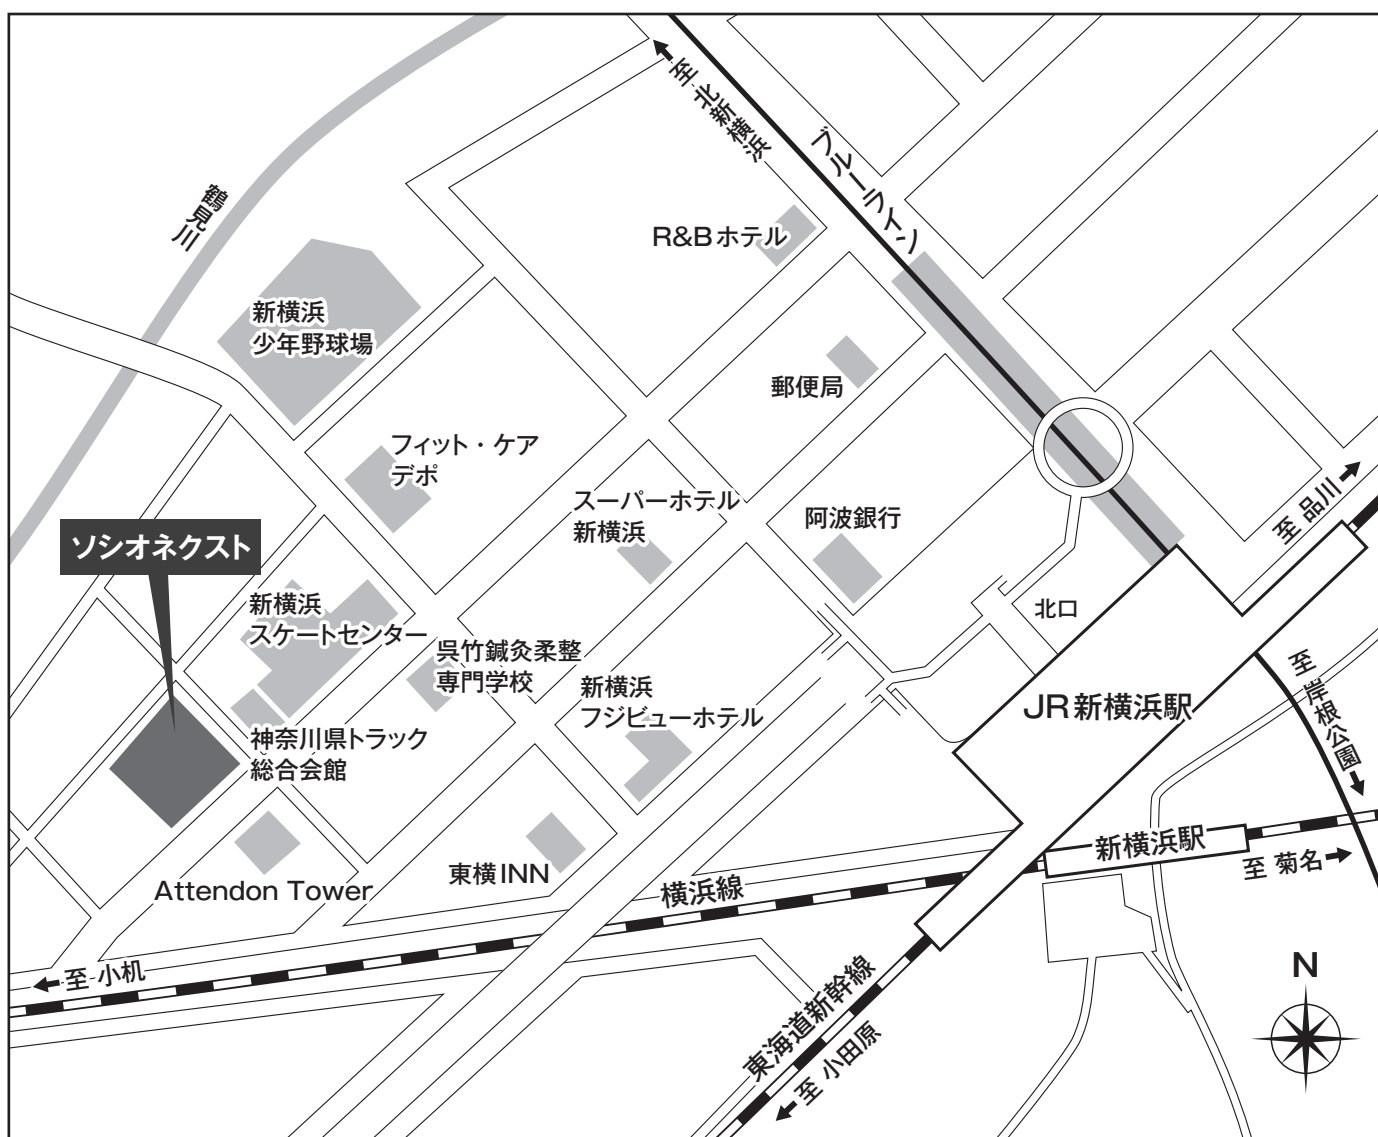 至 北新横浜
ブルーライン
鶴見川
R&Bホテル
新横浜
少年野球場
郵便局
フィット・ケア
デポ
スーパーホテル
新横浜
阿波銀行
至 品川
ソシオネクスト
新横浜
スケートセンター
北口
呉竹鍼灸柔整
専門学校
新横浜
フジビューホテル
至 岸根公園
JR新横浜駅
神奈川県トラック
総合会館
新横浜駅
至 菊名
東横INN
横浜線
Attendon Tower
至 小机
東海道新幹線
至 小田原
N